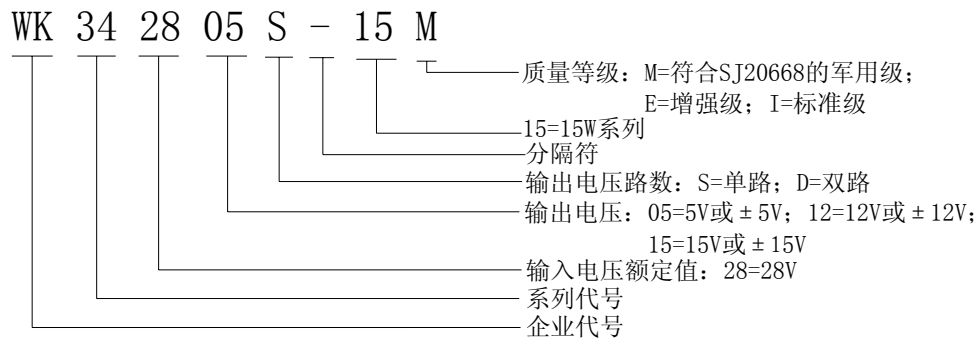 WK 34 28 05 S - 15 M
质量等级：M=符合SJ20668的军用级；
E=增强级；I=标准级
15=15W系列
分隔符
输出电压路数：S=单路；D=双路
输出电压：05=5V或±5V；12=12V或±12V；
15=15V或±15V
输入电压额定值：28=28V
系列代号
企业代号